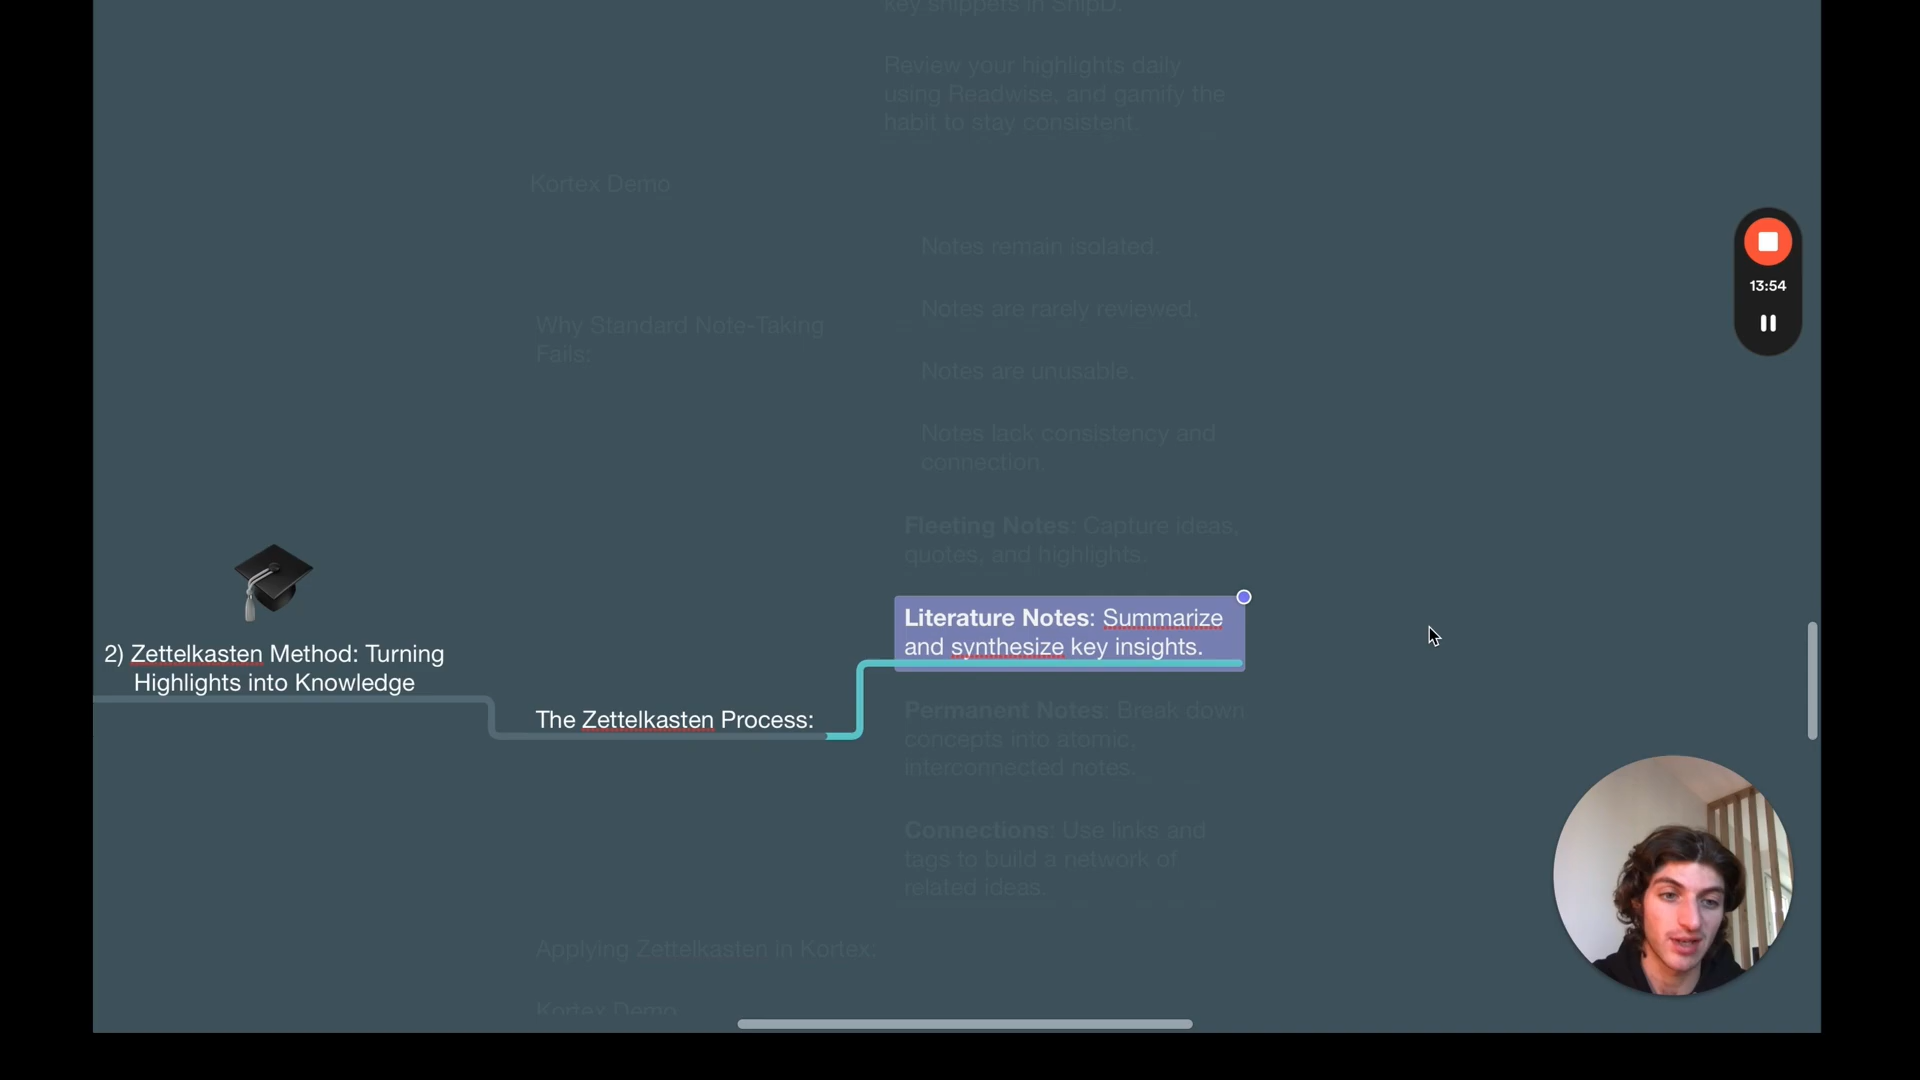 key snippets in SnipD.
Review your highlights daily
using Readwise, and gamify the
habit to stay consistent.
Kortex Demo
Notes remain isolated.
Notes are rarely reviewed.
Why Standard Note-Taking
Fails:
Notes are unusable.
Notes lack consistency and
connection.
Fleeting Notes: Capture ideas,
quotes, and highlights.
Literature Notes: Summarize
and synthesize key insights.
2) Zettelkasten Method: Turning
Highlights into Knowledge
The Zettelkasten Process:
Permanent Notes: Break down
concepts into atomic,
interconnected notes.
Connections: Use links and
tags to build a network of
related ideas.
Applying Zettelkasten in Kortex:
Kortex Demo
13:54